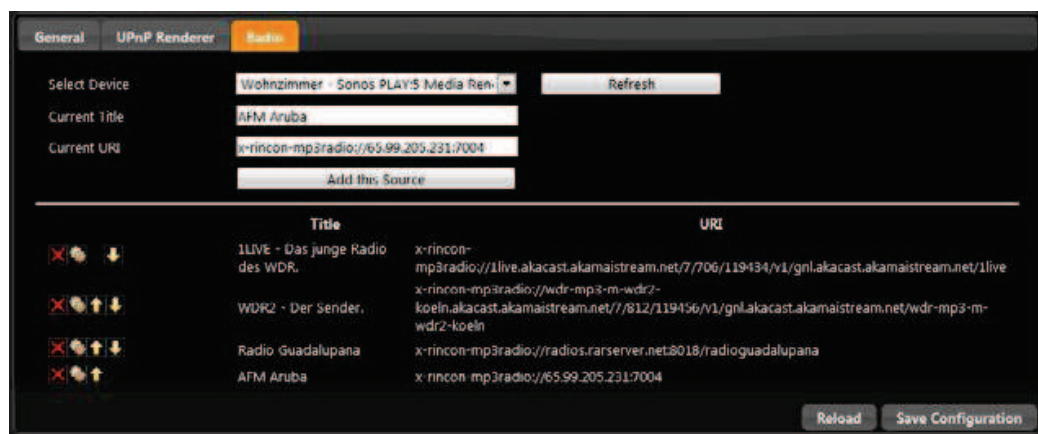 General UPnP Renderer Radio
Select Device Wohnzimmer - Sonos PLAY:5 Media Ren Refresh
Current Title AFM Aruba
Current URI x-rincon-mp3radio://65.99.205.231:7004
Add this Source
Title URI
1LIVE - Das junge Radio x-rincon-
des WDR. mp3radio://1live.akacast.akamaistream.net/7/706/119434/v1/gnl.akacast.akamaistream.net/1live
x-rincon-mp3radio://wdr-mp3-m-wdr2-
WDR2 - Der Sender. koeln.akacast.akamaistream.net/7/812/119456/v1/gnl.akacast.akamaistream.net/wdr-mp3-m-
wdr2-koeln
Radio Guadalupana x-rincon-mp3radio://radios.rarserver.net:8018/radioguadalupana
AFM Aruba x-rincon-mp3radio://65.99.205.231:7004
Reload Save Configuration